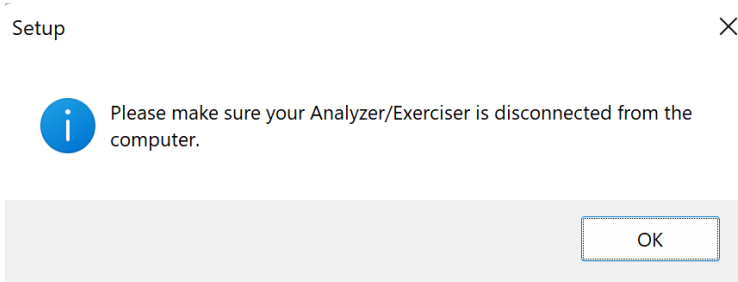 Setup
Please make sure your Analyzer/Exerciser is disconnected from the
computer.
OK